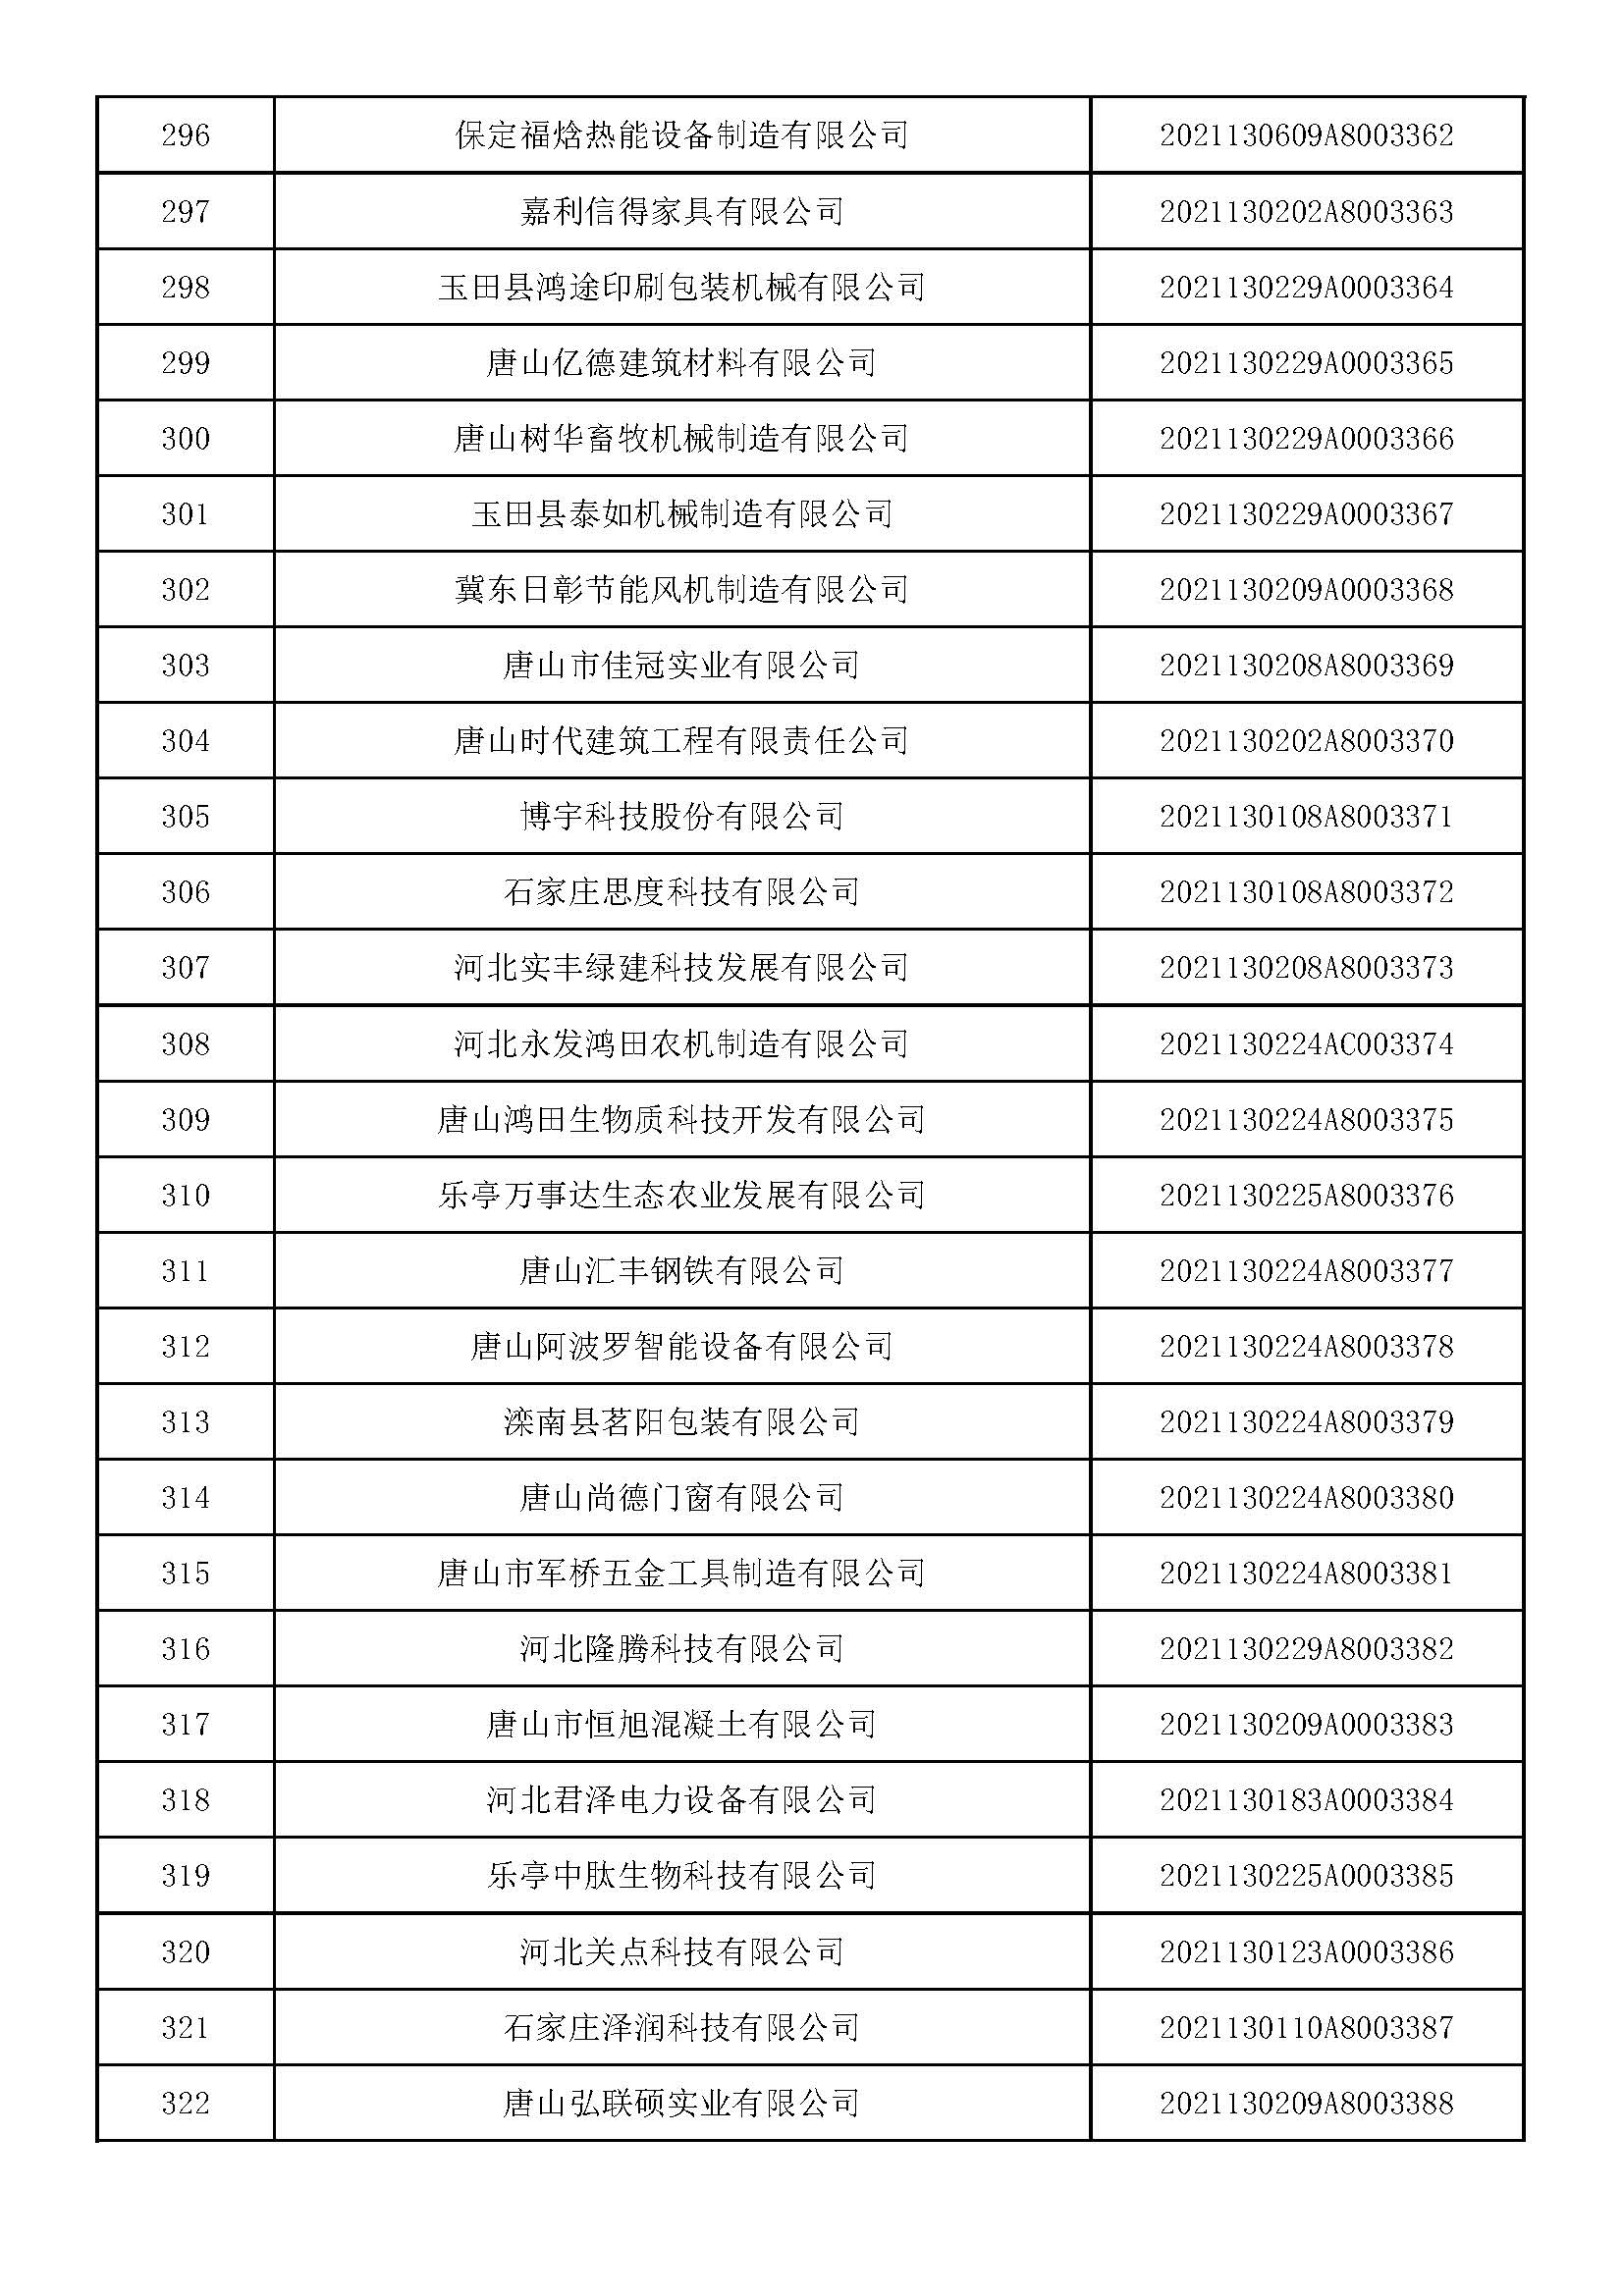 296 保定福焓热能设备制造有限公司 2021130609A8003362
297 嘉利信得家具有限公司 2021130202A8003363
298 玉田县鸿途印刷包装机械有限公司 2021130229A0003364
299 唐山亿德建筑材料有限公司 2021130229A0003365
300 唐山树华畜牧机械制造有限公司 2021130229A0003366
301 玉田县泰如机械制造有限公司 2021130229A0003367
302 冀东日彰节能风机制造有限公司 2021130209A0003368
303 唐山市佳冠实业有限公司 2021130208A8003369
304 唐山时代建筑工程有限责任公司 2021130202A8003370
305 博宇科技股份有限公司 2021130108A8003371
306 石家庄思度科技有限公司 2021130108A8003372
307 河北实丰绿建科技发展有限公司 2021130208A8003373
308 河北永发鸿田农机制造有限公司 2021130224AC003374
309 唐山鸿田生物质科技开发有限公司 2021130224A8003375
310 乐亭万事达生态农业发展有限公司 2021130225A8003376
311 唐山汇丰钢铁有限公司 2021130224A8003377
312 唐山阿波罗智能设备有限公司 2021130224A8003378
313 滦南县茗阳包装有限公司 2021130224A8003379
314 唐山尚德门窗有限公司 2021130224A8003380
315 唐山市军桥五金工具制造有限公司 2021130224A8003381
316 河北隆腾科技有限公司 2021130229A8003382
317 唐山市恒旭混凝土有限公司 2021130209A0003383
318 河北君泽电力设备有限公司 2021130183A0003384
319 乐亭中肽生物科技有限公司 2021130225A0003385
320 河北关点科技有限公司 2021130123A0003386
321 石家庄泽润科技有限公司 2021130110A8003387
322 唐山弘联硕实业有限公司 2021130209A8003388